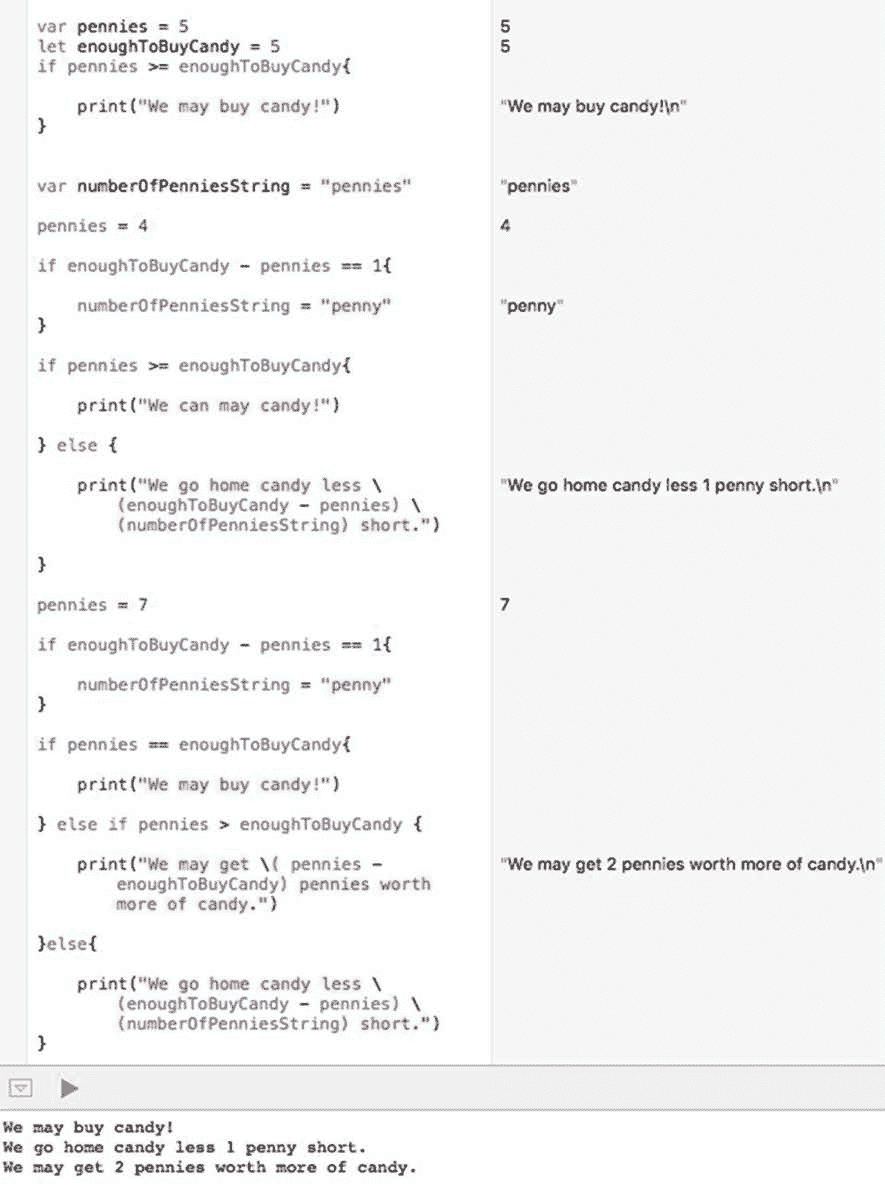 var pennies = 5
5
let enoughToBuyCandy = 5
5
if pennies >= enoughToBuyCandy{
print("We may buy candy!")
"We may buy candy!\n"
}
var numberOfPenniesString = "pennies"
"pennies"
pennies = 4
4
if enoughToBuyCandy - pennies == 1{
numberOfPenniesString = "penny"
"penny"
}
if pennies >= enoughToBuyCandy{
print("We can may candy!")
} else {
print("We go home candy less \
"We go home candy less 1 penny short.\n"
(enoughToBuyCandy - pennies) \
(numberOfPenniesString) short.")
}
pennies = 7
7
if enoughToBuyCandy - pennies == 1{
numberOfPenniesString = "penny"
}
if pennies == enoughToBuyCandy{
print("We may buy candy!")
} else if pennies > enoughToBuyCandy {
print("We may get \( pennies -
"We may get 2 pennies worth more of candy.\n"
enoughToBuyCandy) pennies worth
more of candy.")
}else{
print("We go home candy less \
(enoughToBuyCandy - pennies) \
(numberOfPenniesString) short.")
}
We may buy candy!
We go home candy less 1 penny short.
We may get 2 pennies worth more of candy.